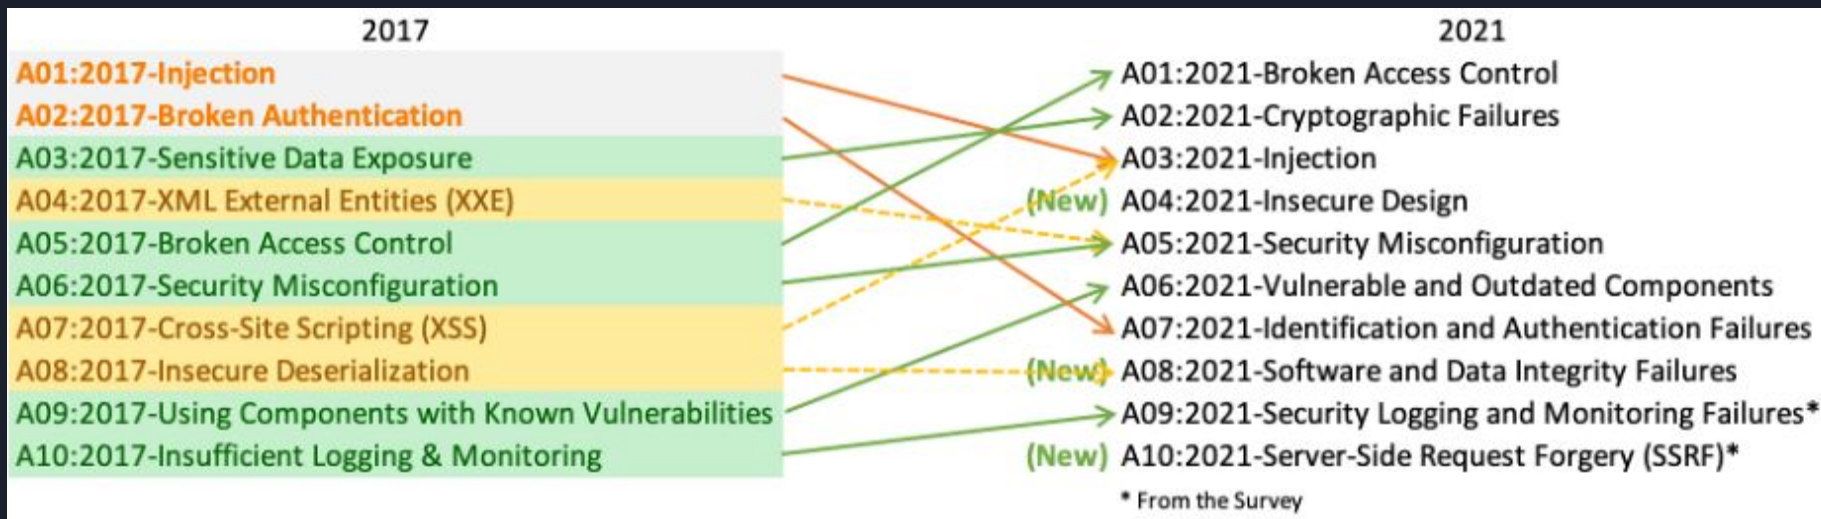 2017
A01:2017-Injection
A02:2017-Broken Authentication
A03:2017-Sensitive Data Exposure
A04:2017-XML External Entities (XXE)
A05:2017-Broken Access Control
A06:2017-Security Misconfiguration
A07:2017-Cross-Site Scripting (XSS)
A08:2017-Insecure Deserialization
A09:2017-Using Components with Known Vulnerabilities
A10:2017-Insufficient Logging & Monitoring
2021
A01:2021-Broken Access Control
A02:2021-Cryptographic Failures
A03:2021-Injection
(New) A04:2021-Insecure Design
A05:2021-Security Misconfiguration
A06:2021-Vulnerable and Outdated Components
A07:2021-Identification and Authentication Failures
(New) A08:2021-Software and Data Integrity Failures
A09:2021-Security Logging and Monitoring Failures*
(New) A10:2021-Server-Side Request Forgery (SSRF)*
* From the Survey